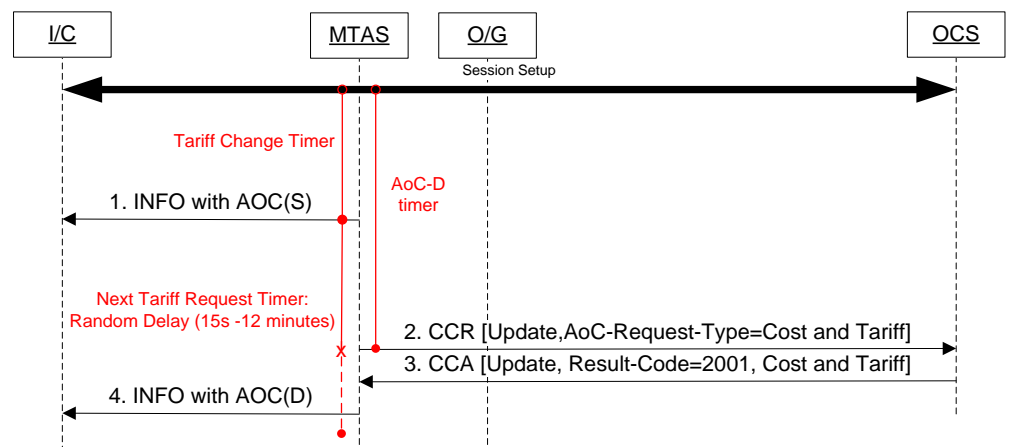 I/C
MTAS
O/G
OCS
Session Setup
Tariff Change Timer
AoC-D
timer
1. INFO with AOC(S)
Next Tariff Request Timer:
Random Delay (15s -12 minutes)
2. CCR [Update,AoC-Request-Type=Cost and Tariff]
x
3. CCA [Update, Result-Code=2001, Cost and Tariff]
4. INFO with AOC(D)